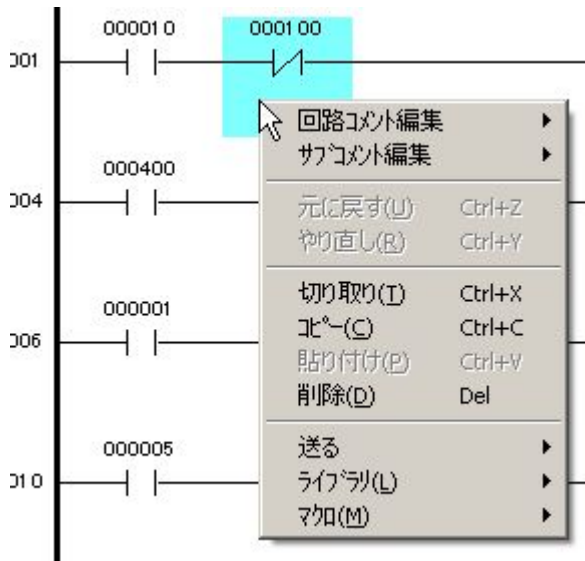 000010 000100
001
回路ｺﾒﾝﾄ編集
ｻﾌﾞｺﾒﾝﾄ編集
000400
004
元に戻す(U) Ctrl+Z
やり直し(R) Ctrl+Y
切り取り(T) Ctrl+X
000001
ｺﾋﾟｰ(C) Ctrl+C
006
貼り付け(P) Ctrl+V
削除(D) Del
000005
送る
010
ﾗｲﾌﾞﾗﾘ(L)
ﾏｸﾛ(M)